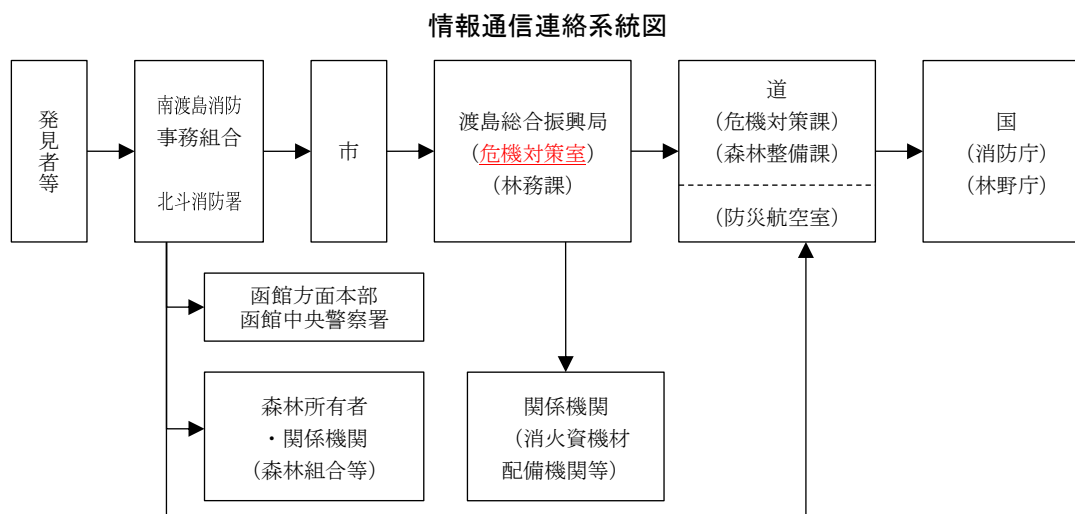 情報通信連絡系統図
発見者等
南渡島消防
事務組合
北斗消防署
市
渡島総合振興局
（危機対策室）
（林務課）
道
（危機対策課）
（森林整備課）
（防災航空室）
国
（消防庁）
（林野庁）
函館方面本部
函館中央警察署
森林所有者
・関係機関
（森林組合等）
関係機関
（消火資機材
配備機関等）